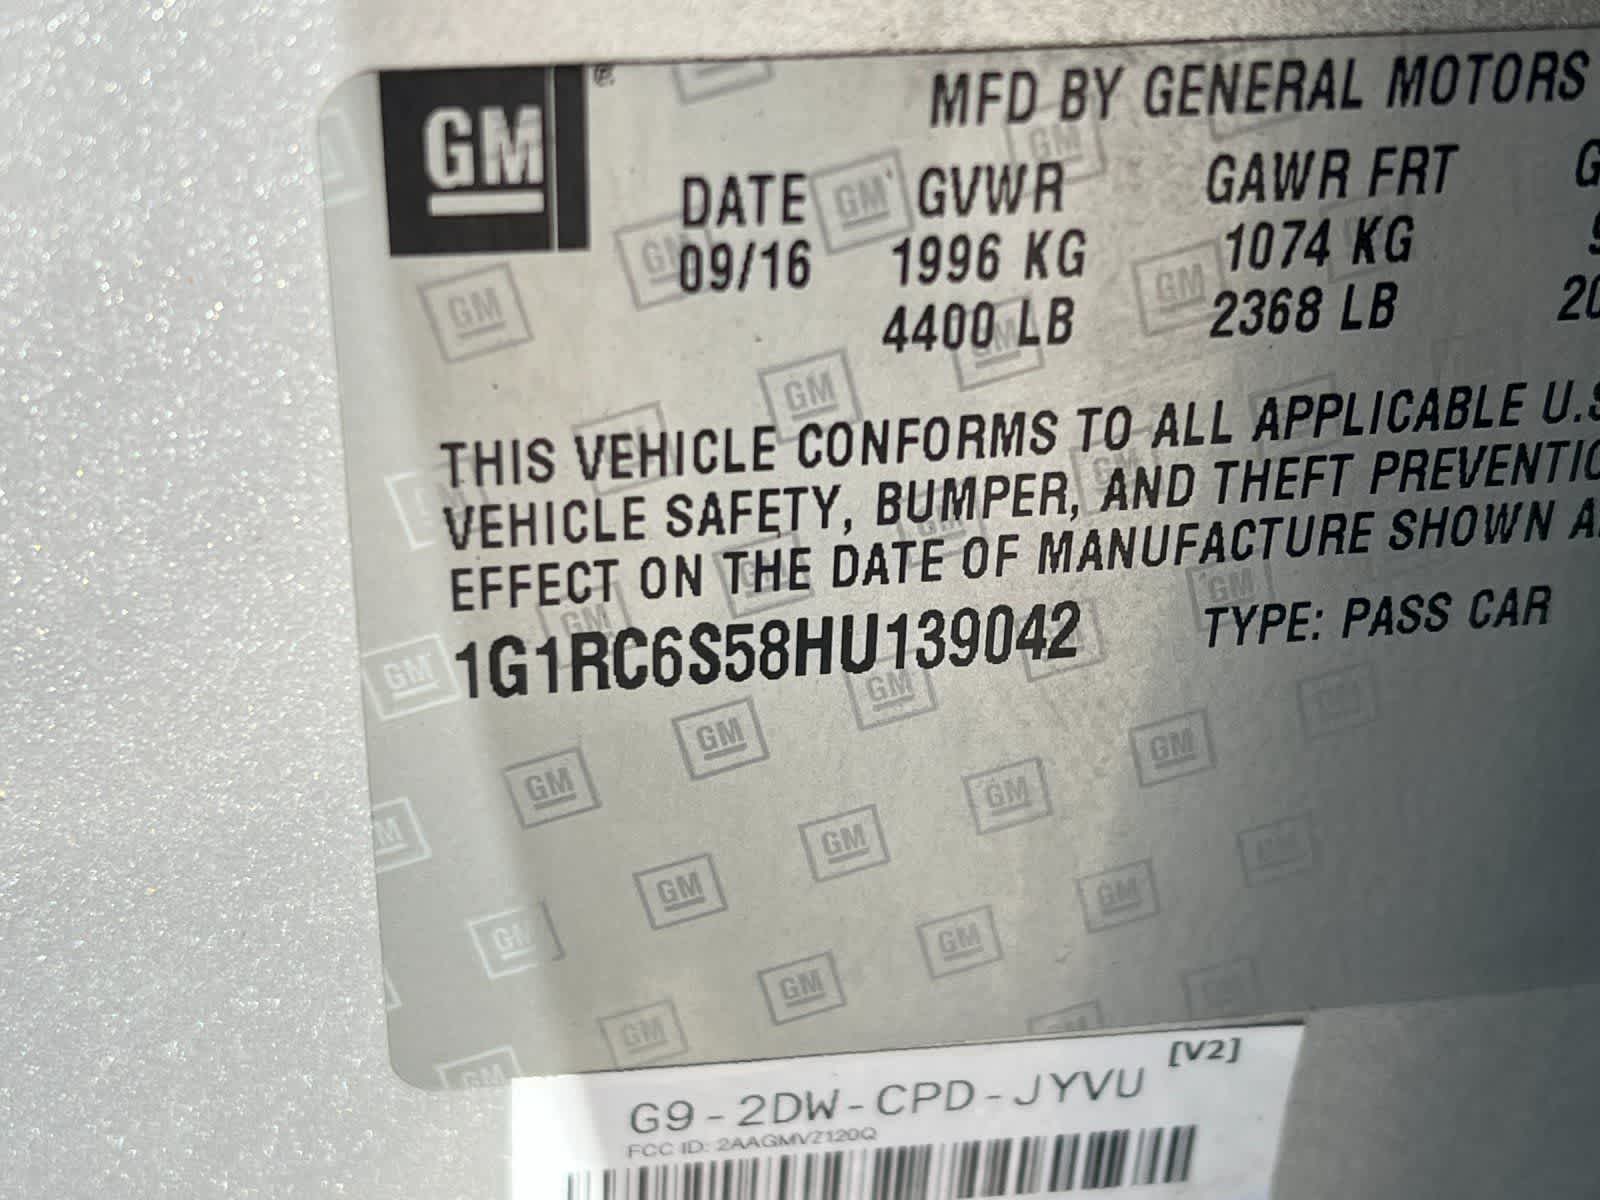 GM
MFD BY GENERAL MOTORS
DATE GVWR GAWR FRT G
09/16 1996 KG 1074 KG
4400 LB 2368 LB 20
THIS VEHICLE CONFORMS TO ALL APPLICABLE U.S
VEHICLE SAFETY, BUMPER, AND THEFT PREVENTIO
EFFECT ON THE DATE OF MANUFACTURE SHOWN A
1G1RC6S58HU139042 TYPE: PASS CAR
[V2]
G9-2DW-CPD-JYVU
FCC ID: 2AAGMVZ120Q